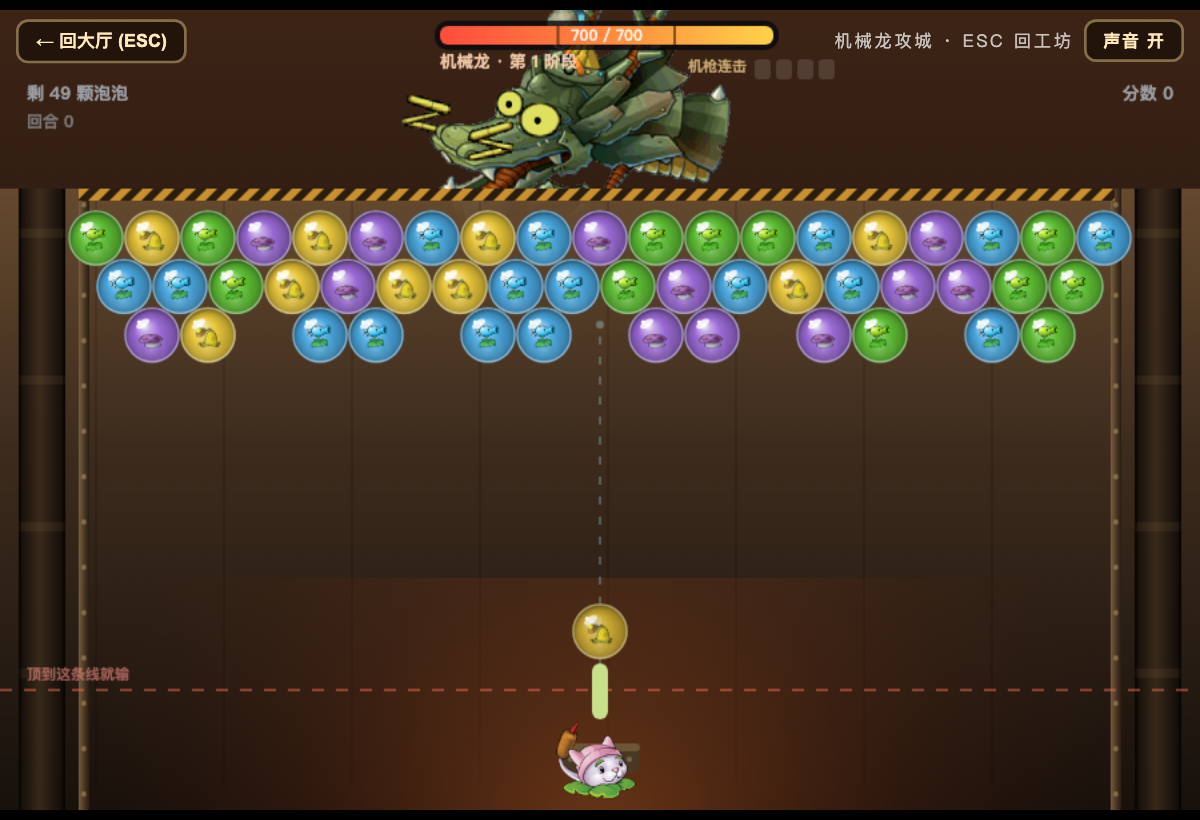 ← 回大厅 (ESC)
700 / 700
机械龙攻城 · ESC 回工坊
声音 开
机械龙 · 第 1 阶段
机枪连击
剩 49 颗泡泡
分数 0
回合 0
顶到这条线就输